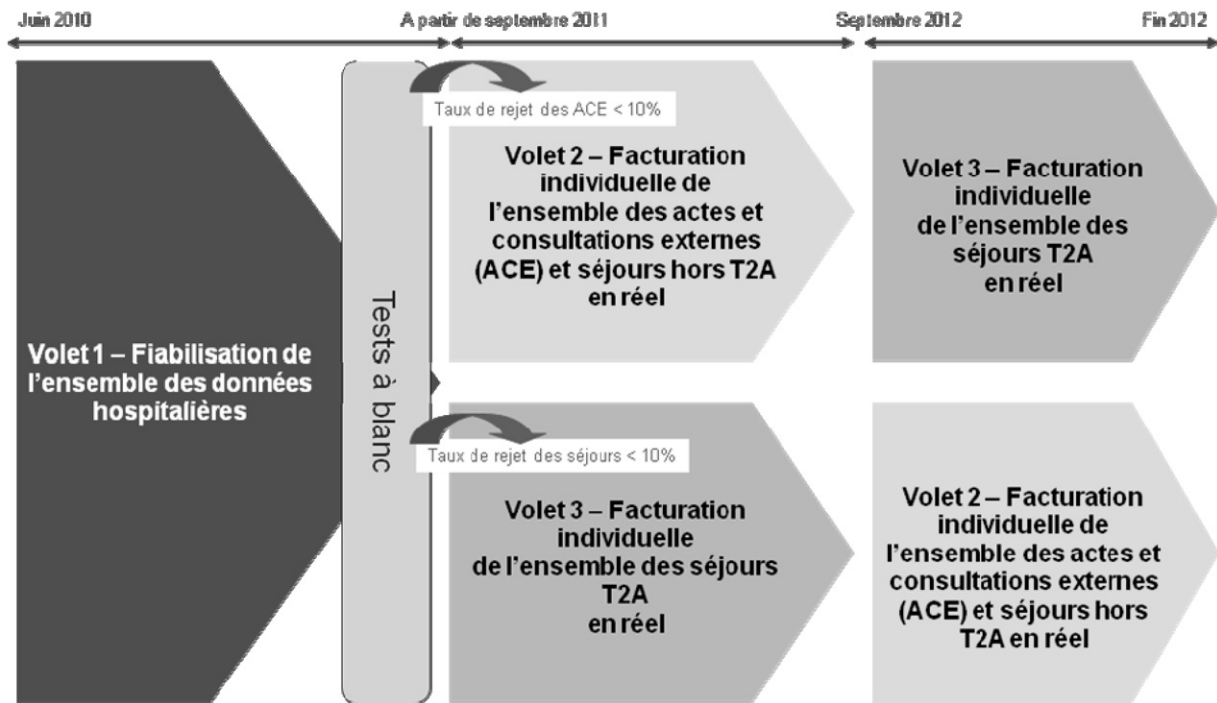 Juin 2010
A partir de septembre 2011
Septembre 2012
Fin 2012
Volet 1 – Fiabilisation de
l'ensemble des données
hospitalières
Tests à blanc
Taux de rejet des ACE < 10%
Volet 2 – Facturation
individuelle de
l'ensemble des actes et
consultations externes
(ACE) et séjours hors T2A
en réel
Volet 3 – Facturation
individuelle
de l'ensemble des
séjours T2A
en réel
Taux de rejet des séjours < 10%
Volet 3 – Facturation
individuelle
de l'ensemble des séjours
T2A
en réel
Volet 2 – Facturation
individuelle de
l'ensemble des actes et
consultations externes
(ACE) et séjours hors
T2A en réel